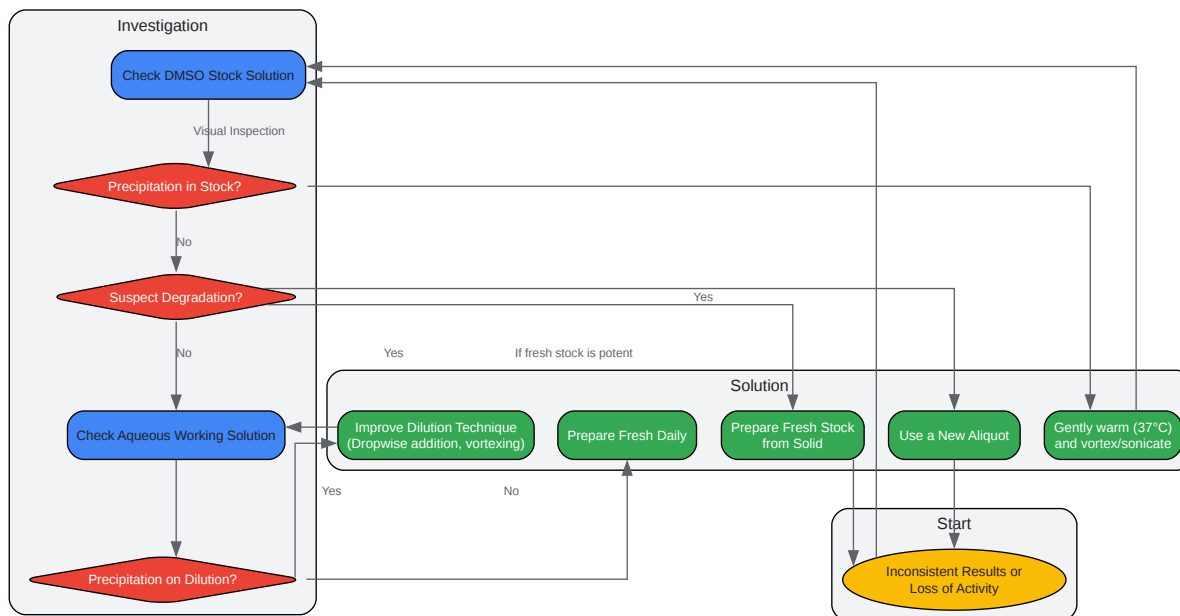 Investigation
Check DMSO Stock Solution
Visual Inspection
Precipitation in Stock?
No
Suspect Degradation?
Yes
No
Yes
If fresh stock is potent
Solution
Check Aqueous Working Solution
Improve Dilution Technique
(Dropwise addition, vortexing)
Prepare Fresh Daily
Prepare Fresh Stock
from Solid
Use a New Aliquot
Gently warm (37°C)
and vortex/sonicate
Yes
No
Start
Precipitation on Dilution?
Inconsistent Results or
Loss of Activity